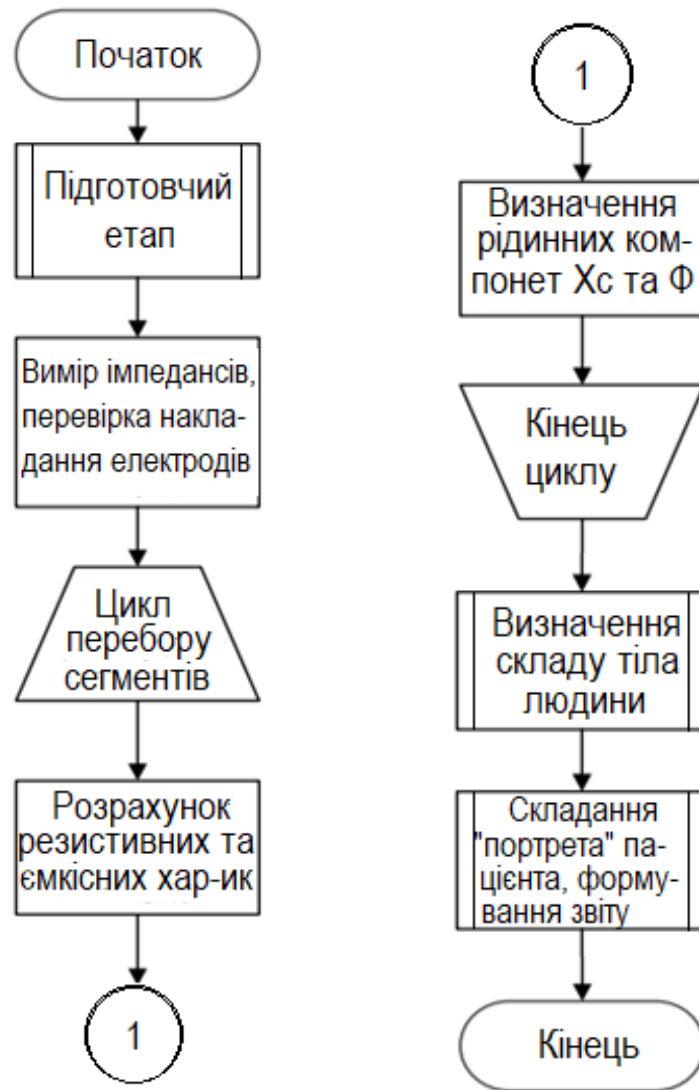 Початок
Підготовчий
етап
Вимір імпедансів,
перевірка накла-
дання електродів
Цикл
перебору
сегментів
Розрахунок
резистивних та
ємкісних хар-ик
1
1
Визначення
рідинних ком-
понет Хс та Ф
Кінець
циклу
Визначення
складу тіла
людини
Складання
"портрета" па-
цієнта, форму-
вання звіту
Кінець